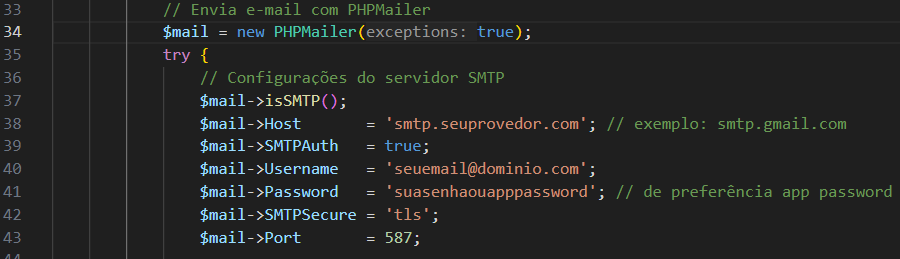 33 // Envia e-mail com PHPMailer
34 $mail = new PHPMailer(exceptions: true);
35 try {
36 // Configurações do servidor SMTP
37 $mail->isSMTP();
38 $mail->Host = 'smtp.seuprovedor.com'; // exemplo: smtp.gmail.com
39 $mail->SMTPAuth = true;
40 $mail->Username = 'seuemail@dominio.com';
41 $mail->Password = 'suasenhaouapppassword'; // de preferência app password
42 $mail->SMTPSecure = 'tls';
43 $mail->Port = 587;